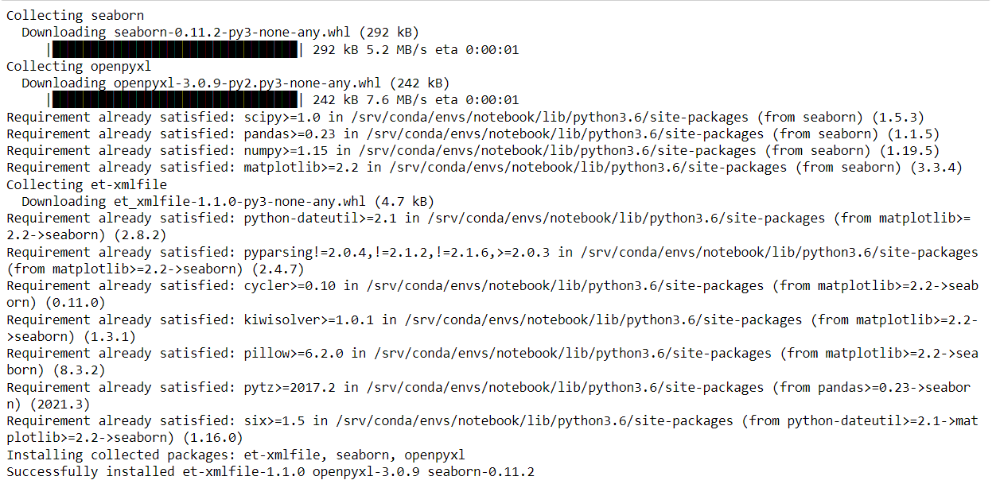 Collecting seaborn
  Downloading seaborn-0.11.2-py3-none-any.whl (292 kB)
     |████████████████████████████████| 292 kB 5.2 MB/s eta 0:00:01
Collecting openpyxl
  Downloading openpyxl-3.0.9-py2.py3-none-any.whl (242 kB)
     |████████████████████████████████| 242 kB 7.6 MB/s eta 0:00:01
Requirement already satisfied: scipy>=1.0 in /srv/conda/envs/notebook/lib/python3.6/site-packages (from seaborn) (1.5.3)
Requirement already satisfied: pandas>=0.23 in /srv/conda/envs/notebook/lib/python3.6/site-packages (from seaborn) (1.1.5)
Requirement already satisfied: numpy>=1.15 in /srv/conda/envs/notebook/lib/python3.6/site-packages (from seaborn) (1.19.5)
Requirement already satisfied: matplotlib>=2.2 in /srv/conda/envs/notebook/lib/python3.6/site-packages (from seaborn) (3.3.4)
Collecting et-xmlfile
  Downloading et_xmlfile-1.1.0-py3-none-any.whl (4.7 kB)
Requirement already satisfied: python-dateutil>=2.1 in /srv/conda/envs/notebook/lib/python3.6/site-packages (from matplotlib>=
2.2->seaborn) (2.8.2)
Requirement already satisfied: pyparsing!=2.0.4,!=2.1.2,!=2.1.6,>=2.0.3 in /srv/conda/envs/notebook/lib/python3.6/site-packages
(from matplotlib>=2.2->seaborn) (2.4.7)
Requirement already satisfied: cycler>=0.10 in /srv/conda/envs/notebook/lib/python3.6/site-packages (from matplotlib>=2.2->seab
orn) (0.11.0)
Requirement already satisfied: kiwisolver>=1.0.1 in /srv/conda/envs/notebook/lib/python3.6/site-packages (from matplotlib>=2.2-
>seaborn) (1.3.1)
Requirement already satisfied: pillow>=6.2.0 in /srv/conda/envs/notebook/lib/python3.6/site-packages (from matplotlib>=2.2->sea
born) (8.3.2)
Requirement already satisfied: pytz>=2017.2 in /srv/conda/envs/notebook/lib/python3.6/site-packages (from pandas>=0.23->seabor
n) (2021.3)
Requirement already satisfied: six>=1.5 in /srv/conda/envs/notebook/lib/python3.6/site-packages (from python-dateutil>=2.1->mat
plotlib>=2.2->seaborn) (1.16.0)
Installing collected packages: et-xmlfile, seaborn, openpyxl
Successfully installed et-xmlfile-1.1.0 openpyxl-3.0.9 seaborn-0.11.2